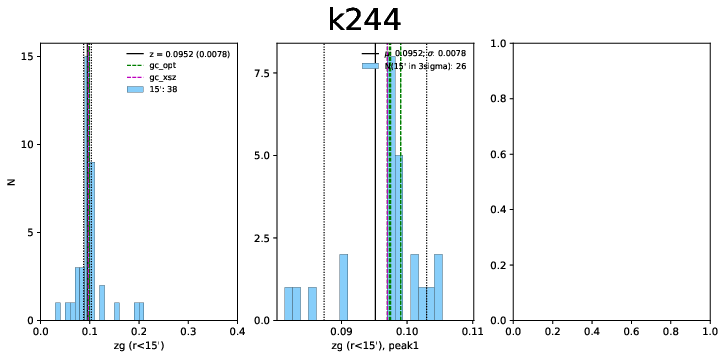 k244
z = 0.0952 (0.0078)
gc_opt
gc_xsz
15': 38
N
15
10
5
0
0.0 0.1 0.2 0.3 0.4
zg (r<15')
μ: 0.0952; σ: 0.0078
N(15' in 3sigma): 26
7.5
5.0
2.5
0.0
0.09 0.10 0.11
zg (r<15'), peak1
1.0
0.8
0.6
0.4
0.2
0.0
0.0 0.2 0.4 0.6 0.8 1.0